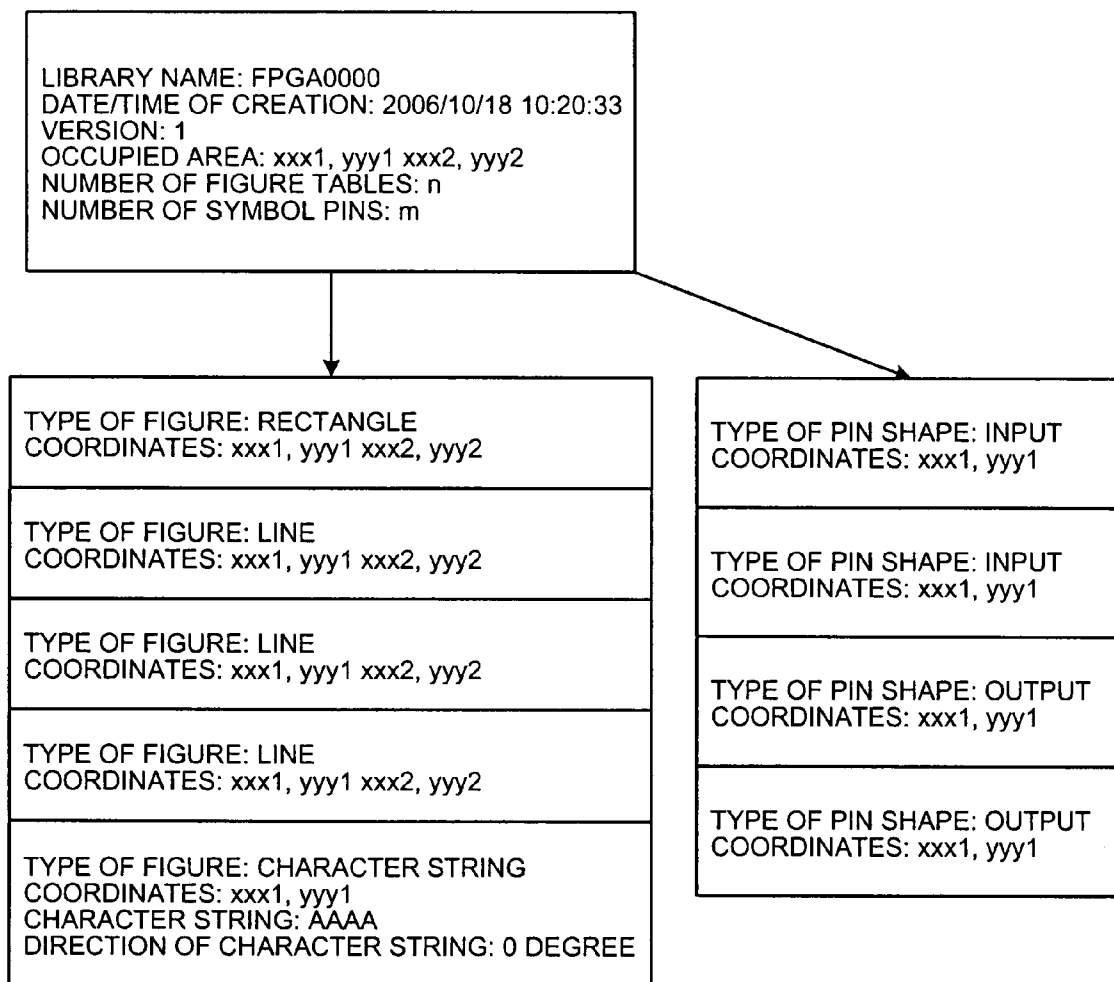 LIBRARY NAME: FPGA0000
DATE/TIME OF CREATION: 2006/10/18 10:20:33
VERSION: 1
OCCUPIED AREA: xxx1, yyy1 xxx2, yyy2
NUMBER OF FIGURE TABLES: n
NUMBER OF SYMBOL PINS: m
TYPE OF FIGURE: RECTANGLE
COORDINATES: xxx1, yyy1 xxx2, yyy2
TYPE OF FIGURE: LINE
COORDINATES: xxx1, yyy1 xxx2, yyy2
TYPE OF FIGURE: LINE
COORDINATES: xxx1, yyy1 xxx2, yyy2
TYPE OF FIGURE: LINE
COORDINATES: xxx1, yyy1 xxx2, yyy2
TYPE OF FIGURE: CHARACTER STRING
COORDINATES: xxx1, yyy1
CHARACTER STRING: AAAA
DIRECTION OF CHARACTER STRING: 0 DEGREE
TYPE OF PIN SHAPE: INPUT
COORDINATES: xxx1, yyy1
TYPE OF PIN SHAPE: INPUT
COORDINATES: xxx1, yyy1
TYPE OF PIN SHAPE: OUTPUT
COORDINATES: xxx1, yyy1
TYPE OF PIN SHAPE: OUTPUT
COORDINATES: xxx1, yyy1